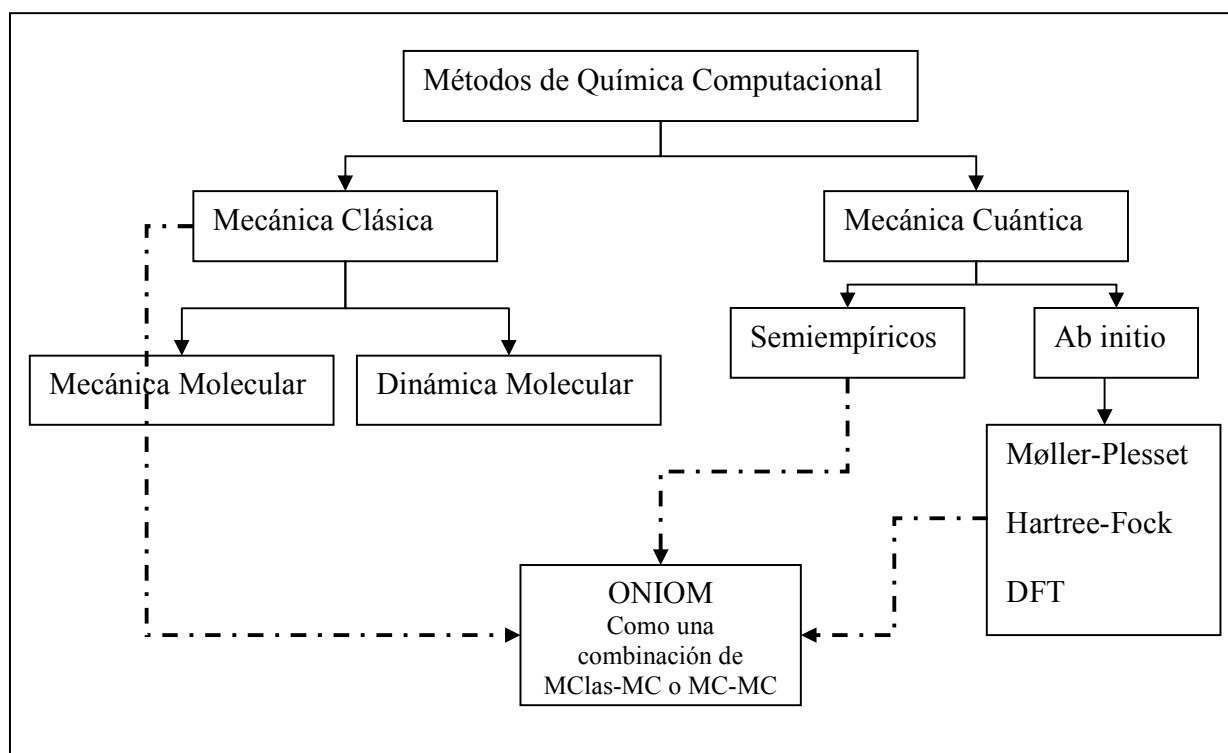 Métodos de Química Computacional
Mecánica Clásica
Mecánica Cuántica
Semiempíricos
Ab initio
Mecánica Molecular
Dinámica Molecular
Møller-Plesset
Hartree-Fock
DFT
ONIOM
Como una
combinación de
MClas-MC o MC-MC